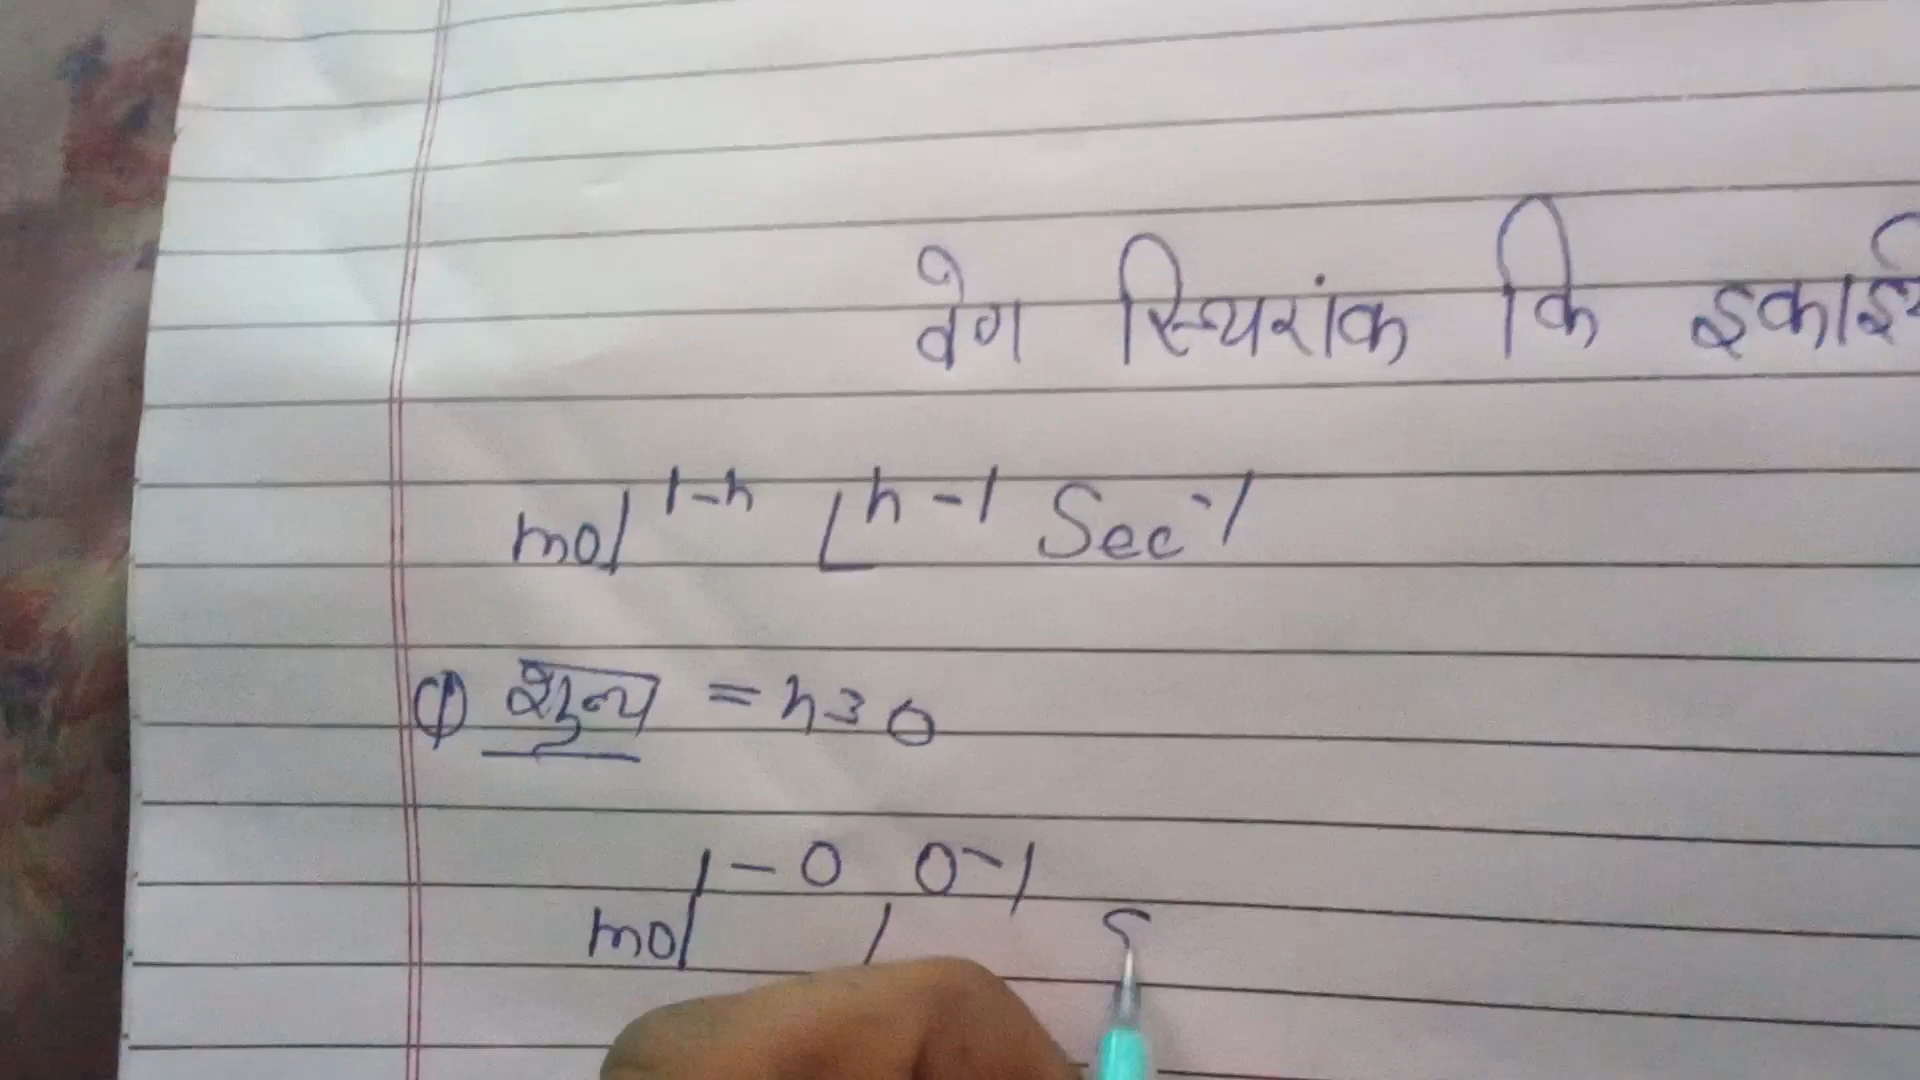 वेग स्थिरांक कि इकाई
mol^1-n L^n-1 Sec^-1
① शून्य = n = 0
mol^1-0 l^0-1 S